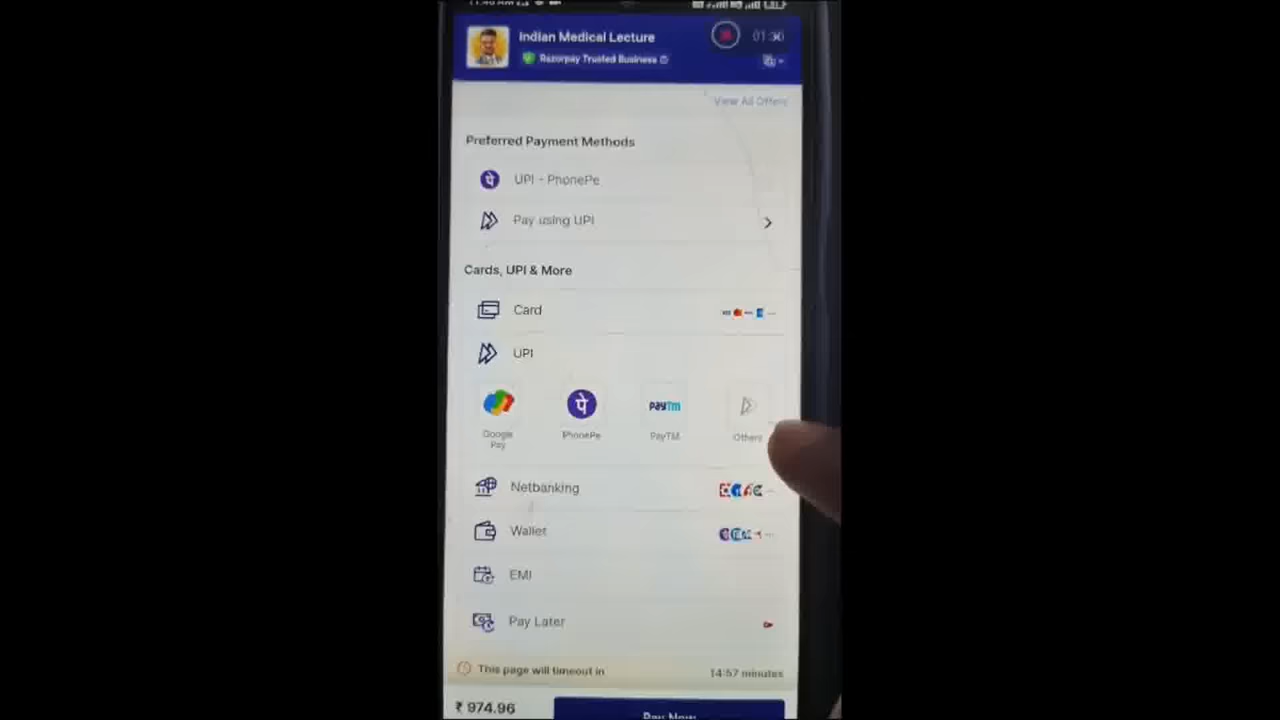 Indian Medical Lecture
01:30
Razorpay Trusted Business
View All Offers
Preferred Payment Methods
UPI - PhonePe
Pay using UPI
Cards, UPI & More
Card
UPI
Google Pay
PhonePe
PayTM
Others
Netbanking
Wallet
EMI
Pay Later
This page will timeout in 14:57 minutes
₹ 974.96
Pay Now